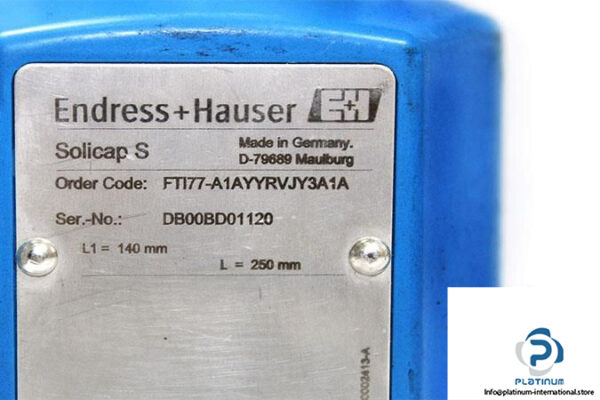 Endress+Hauser E+H
Solicap S
Made in Germany.
D-79689 Maulburg
Order Code: FTI77-A1AYYRVJY3A1A
Ser.-No.: DB00BD01120
L1 = 140 mm
L = 250 mm
PLATINUM
Info@platinum-international.store